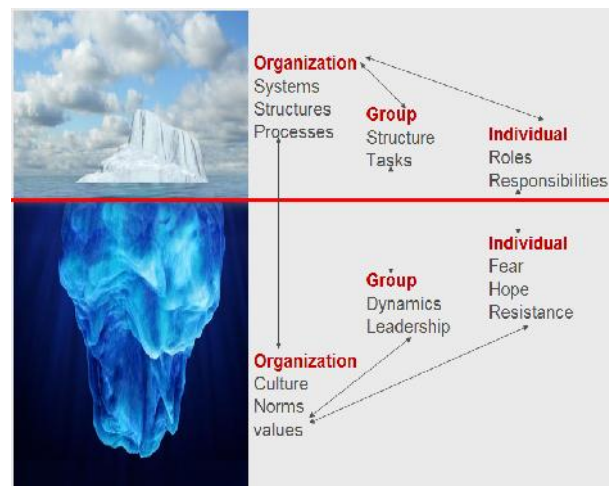 Organization
Systems
Structures
Processes
Group
Structure
Tasks
Individual
Roles
Responsibilities
Individual
Fear
Hope
Resistance
Group
Dynamics
Leadership
Organization
Culture
Norms
values